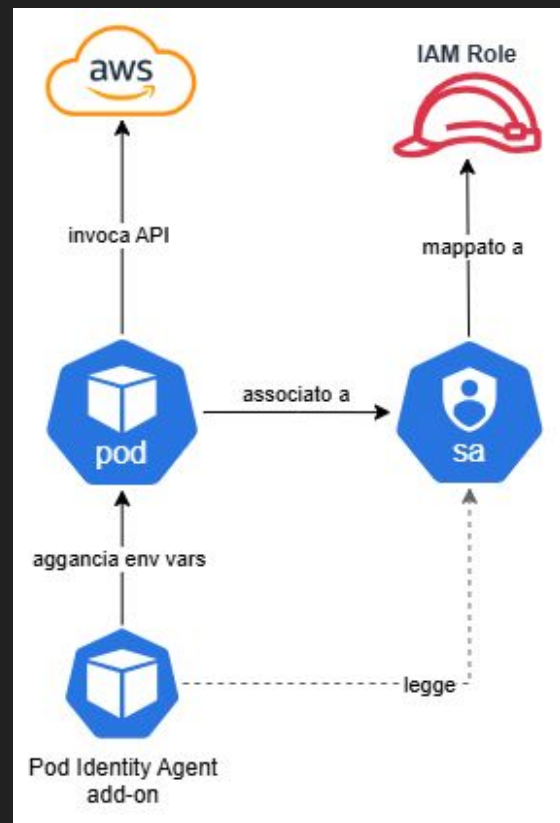 aws
IAM Role
invoca API
mappato a
associato a
pod
sa
aggancia env vars
legge
Pod Identity Agent
add-on